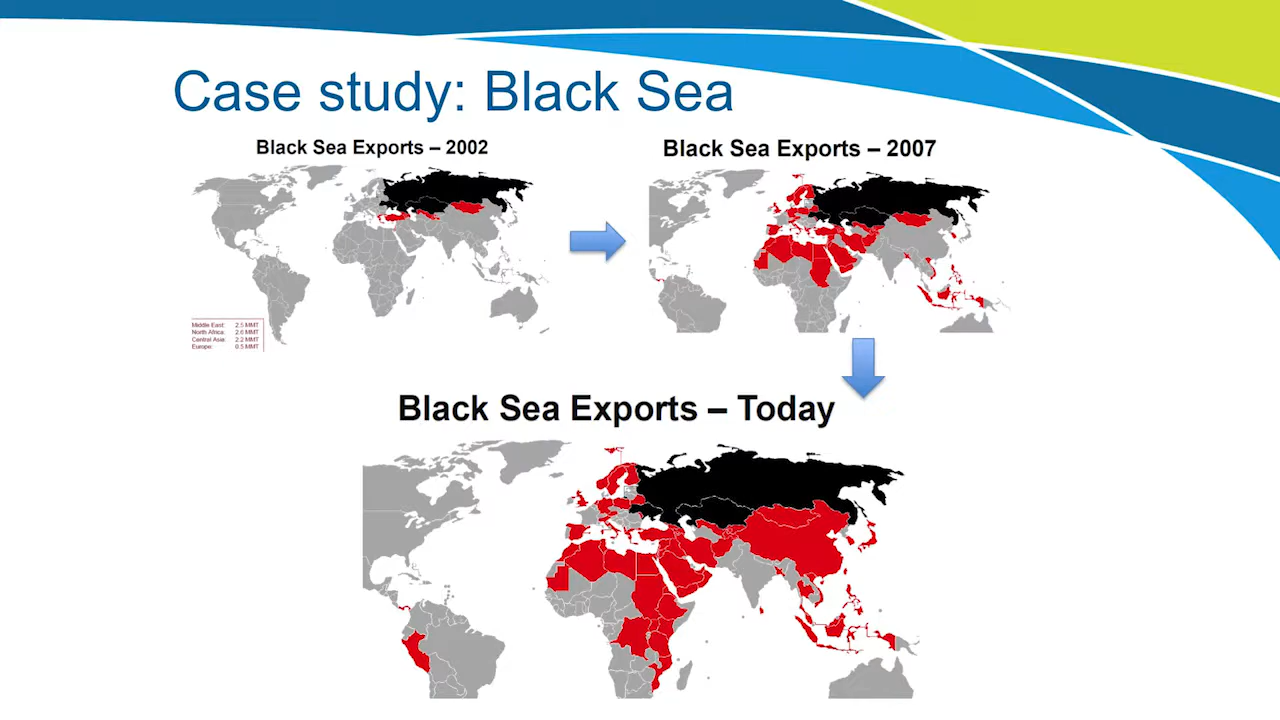 Case study: Black Sea
Black Sea Exports – 2002
Black Sea Exports – 2007
Middle East: 2.5 MMT
North Africa: 2.6 MMT
Central Asia: 2.2 MMT
Europe: 0.5 MMT
Black Sea Exports – Today